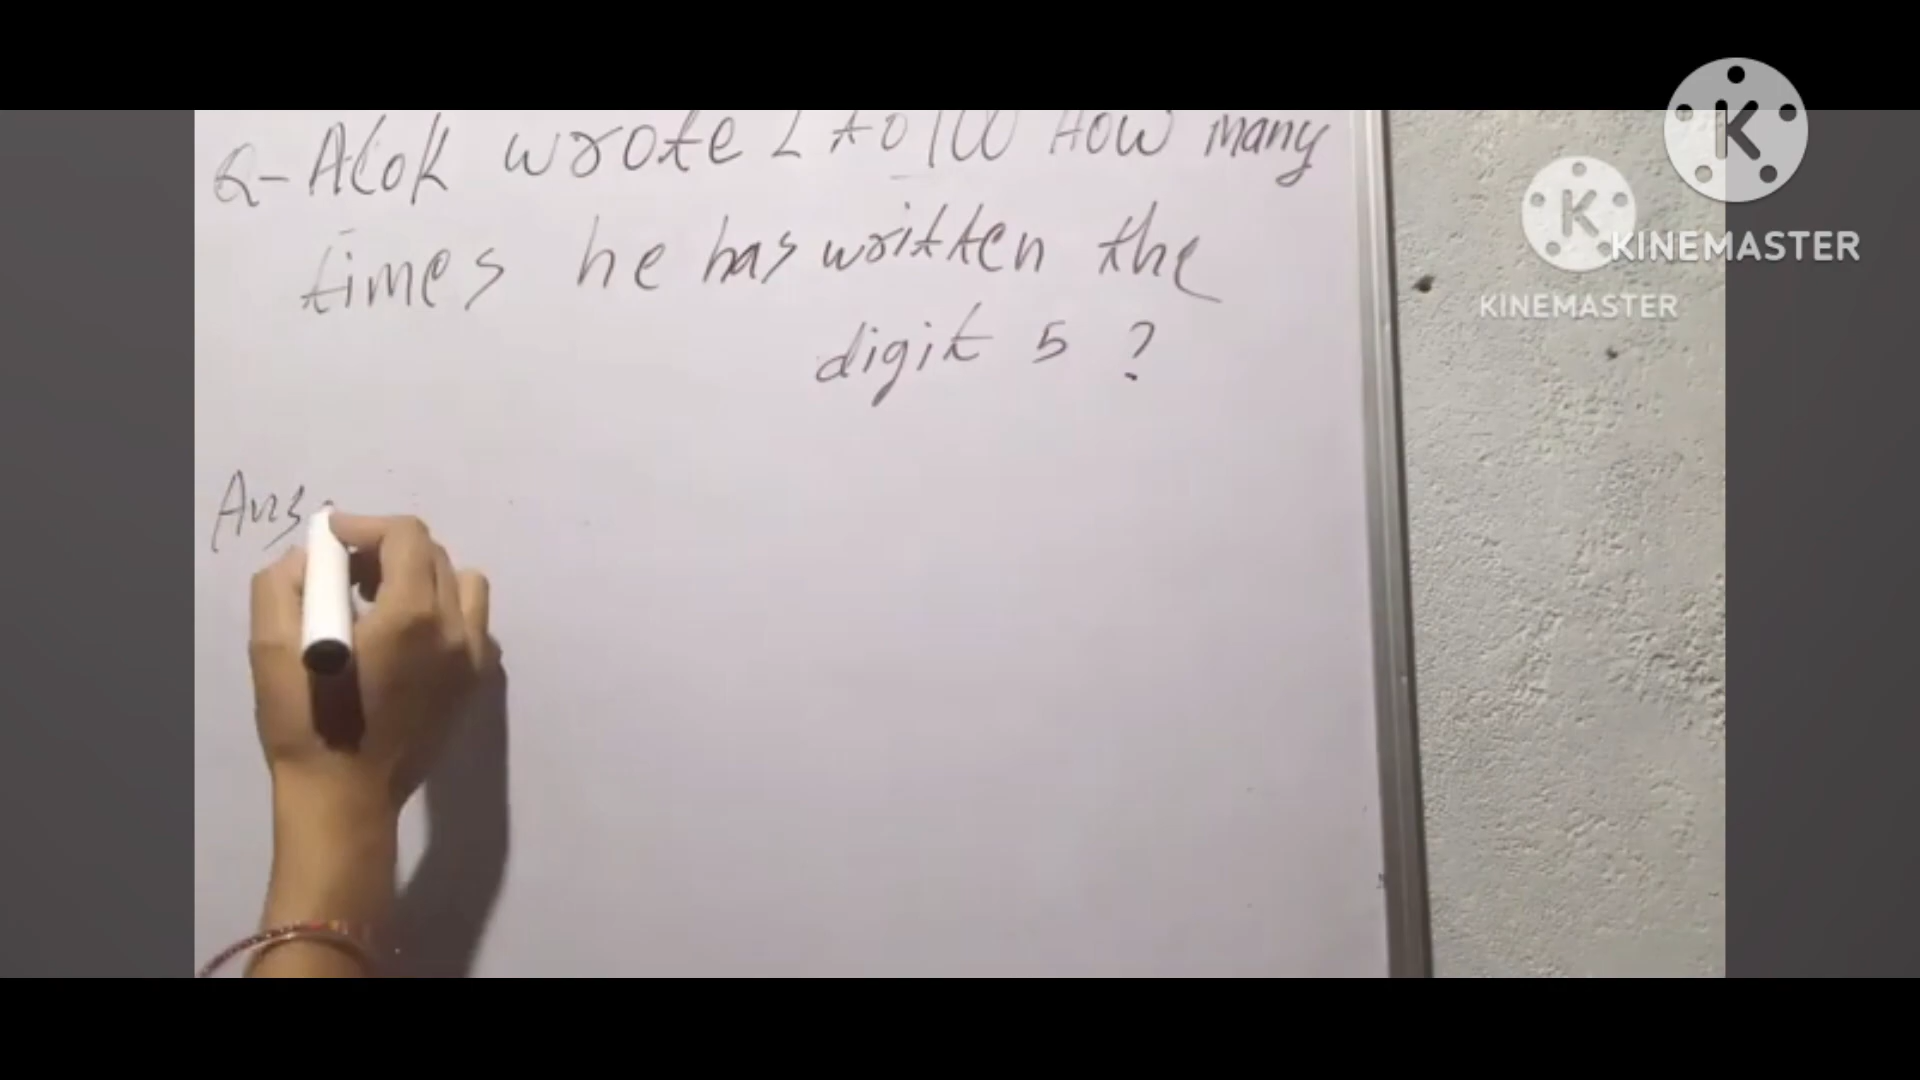 Q- Alok wrote 1 to 100 How many
times he has written the
digit 5 ?
Ans
K
KINEMASTER
K
KINEMASTER